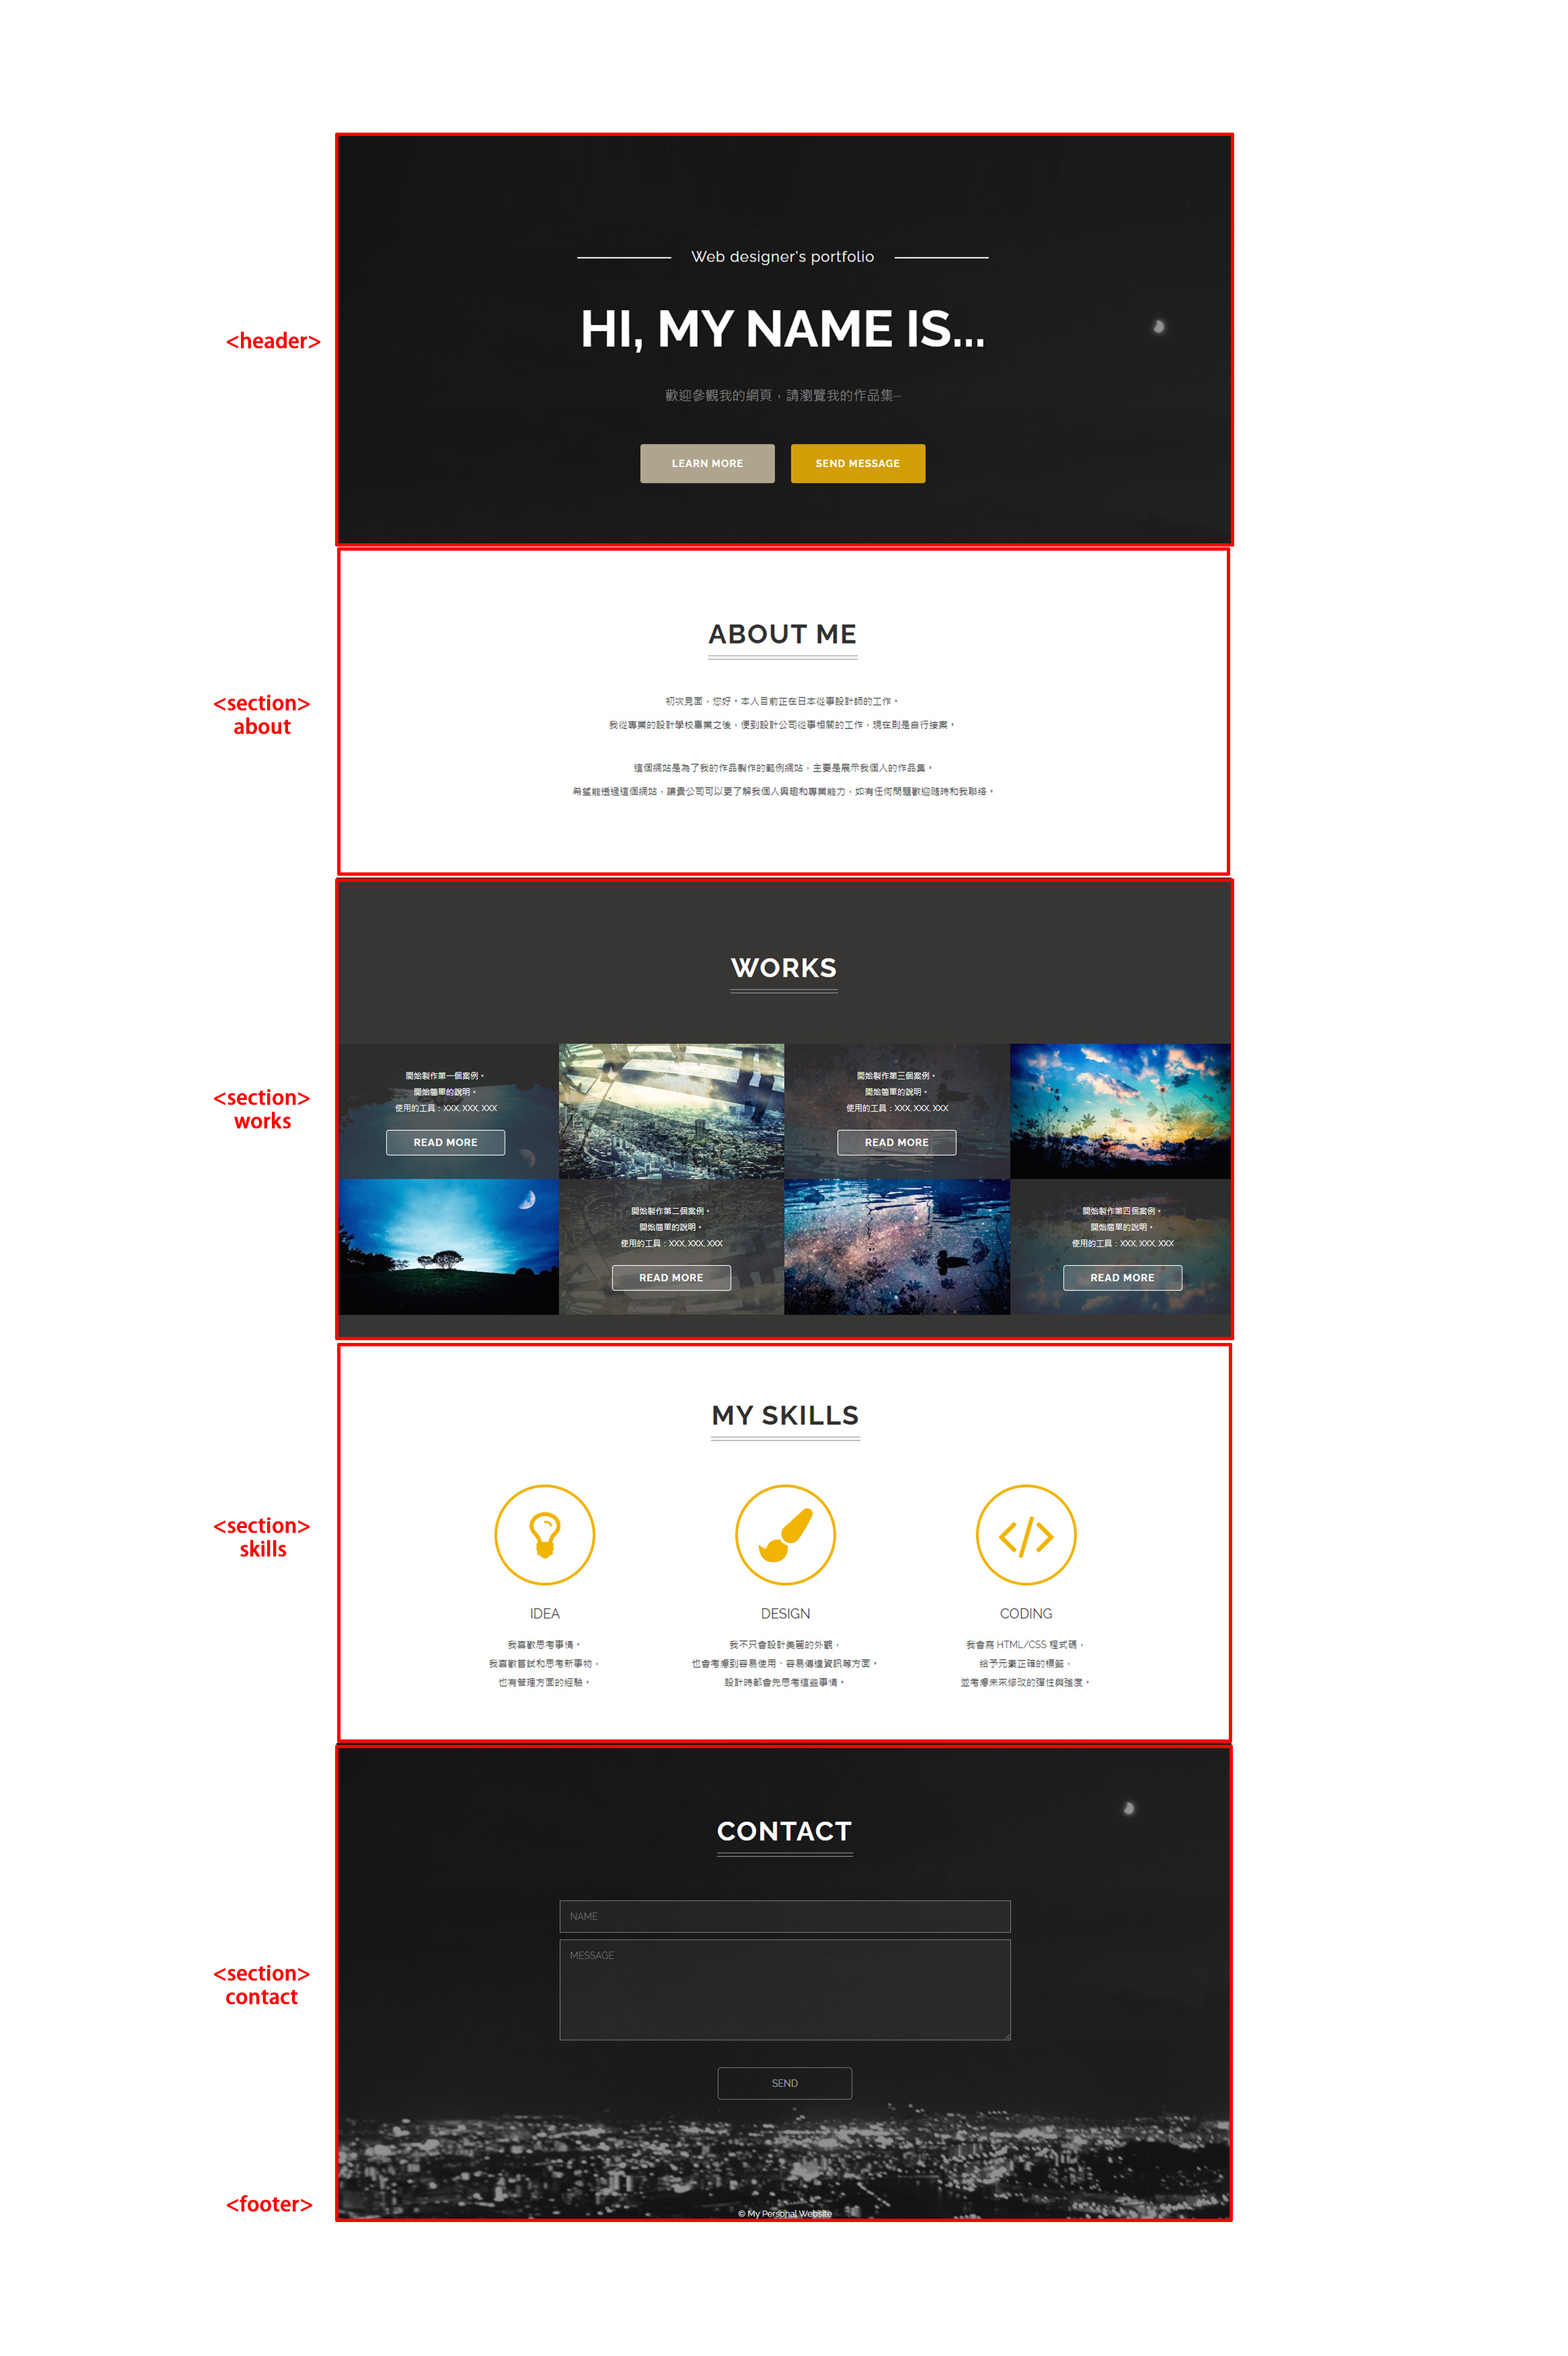 <header>
Web designer's portfolio
HI, MY NAME IS...
歡迎參觀我的網頁，請瀏覽我的作品集...
LEARN MORE
SEND MESSAGE
<section>
about
ABOUT ME
初次見面，您好。本人目前正在日本從事設計師的工作。
我從專業的設計學校畢業之後，便到設計公司從事相關的工作，現在則是自行接案。
這個網站是為了我的作品製作的範例網站，主要是展示我個人的作品集。
希望能透過這個網站，讓貴公司可以更了解我個人興趣和專業能力，如有任何問題歡迎隨時和我聯絡。
<section>
works
WORKS
開始製作第一個案例。
開始簡單的說明。
使用的工具：XXX, XXX, XXX
READ MORE
開始製作第三個案例。
開始簡單的說明。
使用的工具：XXX, XXX, XXX
READ MORE
開始製作第二個案例。
開始簡單的說明。
使用的工具：XXX, XXX, XXX
READ MORE
開始製作第四個案例。
開始簡單的說明。
使用的工具：XXX, XXX, XXX
READ MORE
<section>
skills
MY SKILLS
IDEA
我喜歡思考事情。
我喜歡嘗試和思考新事物，
也有管理方面的經驗。
DESIGN
我不只會設計美麗的外觀，
也會考慮到容易使用、容易傳達資訊等方面。
設計時都會先思考這些事情。
CODING
我會寫 HTML/CSS 程式碼，
給予元素正確的標籤，
並考慮未來修改的彈性與強度。
<section>
contact
CONTACT
NAME
MESSAGE
SEND
<footer>
© My Personal Website